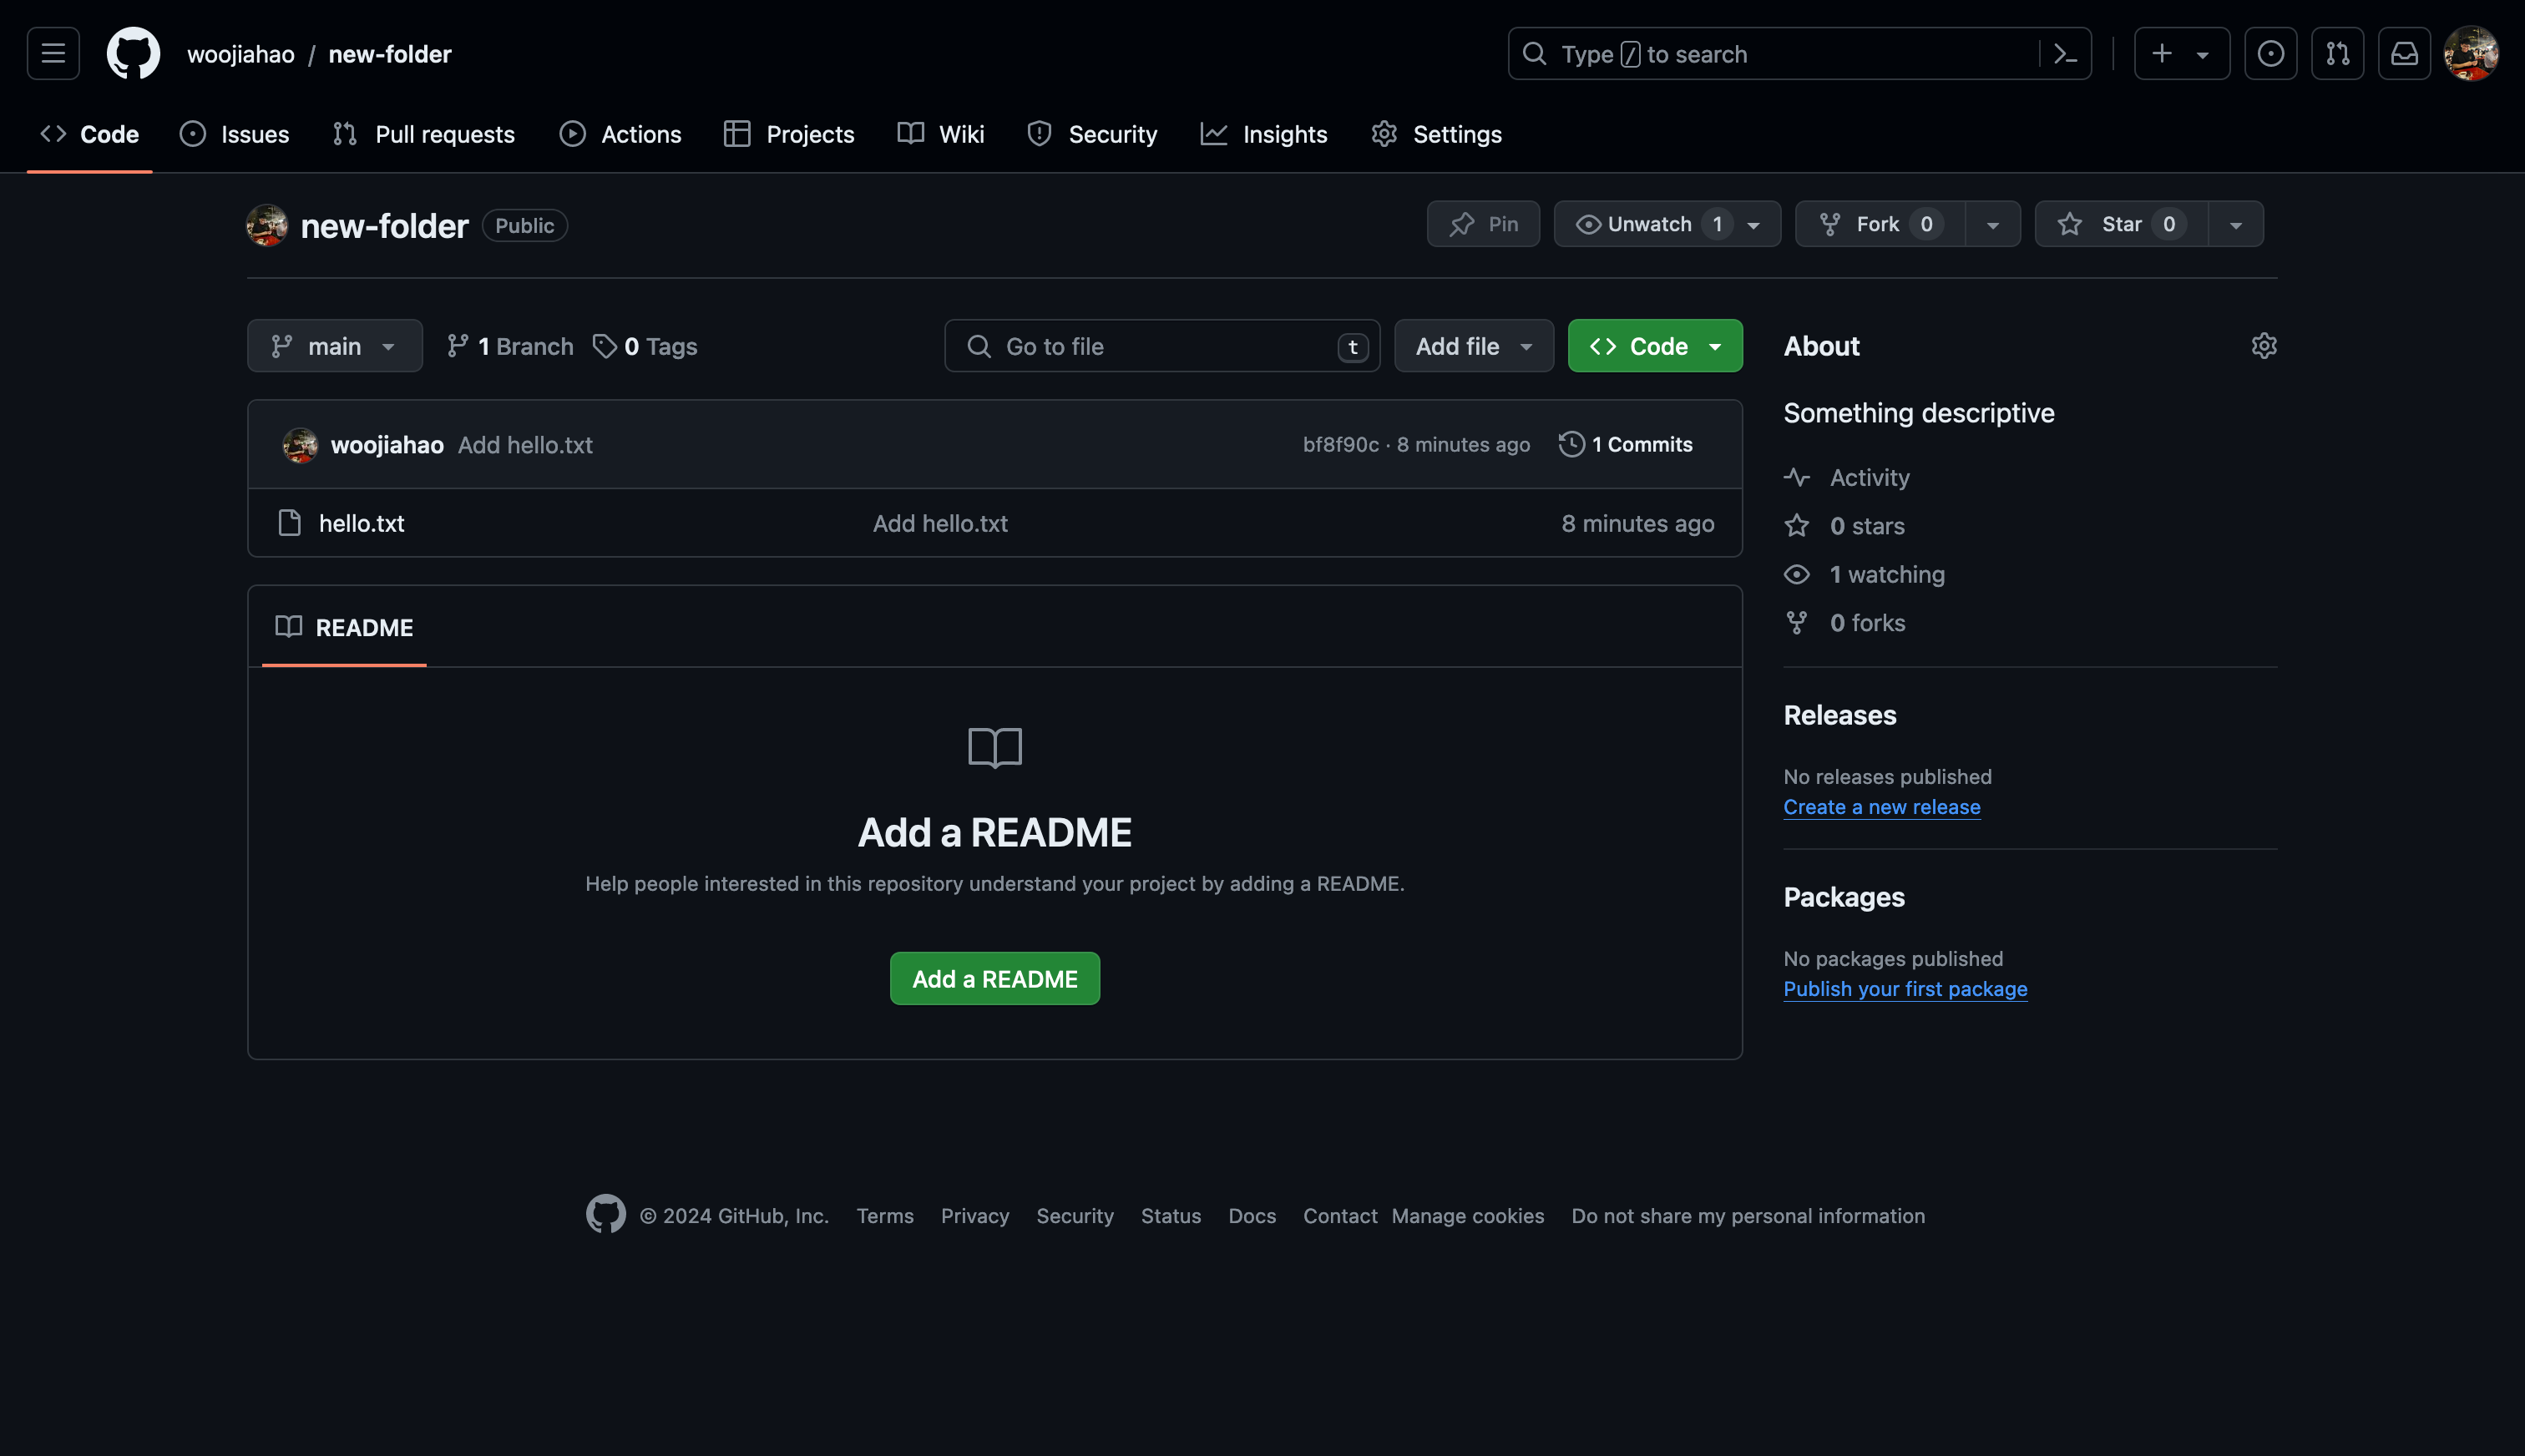 woojiahao / new-folder
Type / to search
Code Issues Pull requests Actions Projects Wiki Security Insights Settings
new-folder Public
Pin Unwatch 1 Fork 0 Star 0
main 1 Branch 0 Tags
Go to file t Add file Code
woojiahao Add hello.txt bf8f90c · 8 minutes ago 1 Commits
hello.txt Add hello.txt 8 minutes ago
README
Add a README
Help people interested in this repository understand your project by adding a README.
Add a README
About
Something descriptive
Activity
0 stars
1 watching
0 forks
Releases
No releases published
Create a new release
Packages
No packages published
Publish your first package
© 2024 GitHub, Inc. Terms Privacy Security Status Docs Contact Manage cookies Do not share my personal information